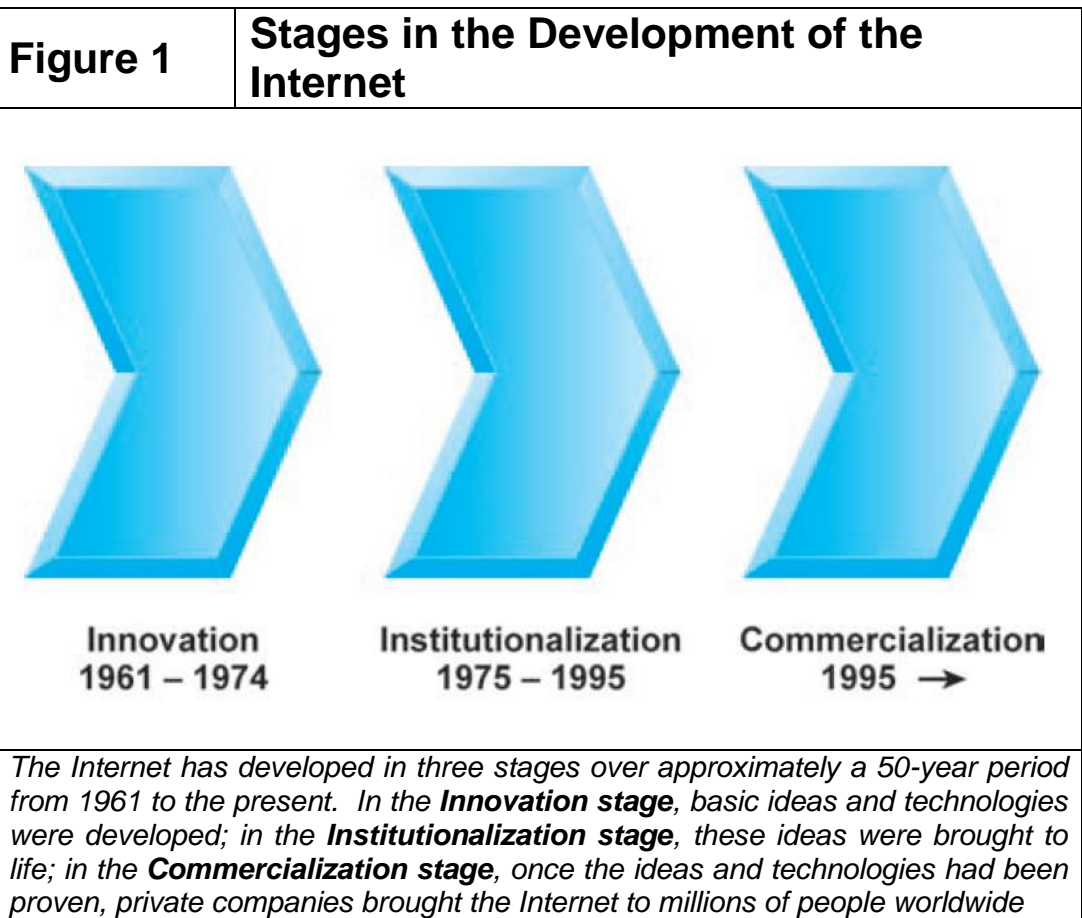 Figure 1
Stages in the Development of the
Internet
Innovation
1961 – 1974
Institutionalization
1975 – 1995
Commercialization
1995 →
The Internet has developed in three stages over approximately a 50-year period
from 1961 to the present. In the Innovation stage, basic ideas and technologies
were developed; in the Institutionalization stage, these ideas were brought to
life; in the Commercialization stage, once the ideas and technologies had been
proven, private companies brought the Internet to millions of people worldwide